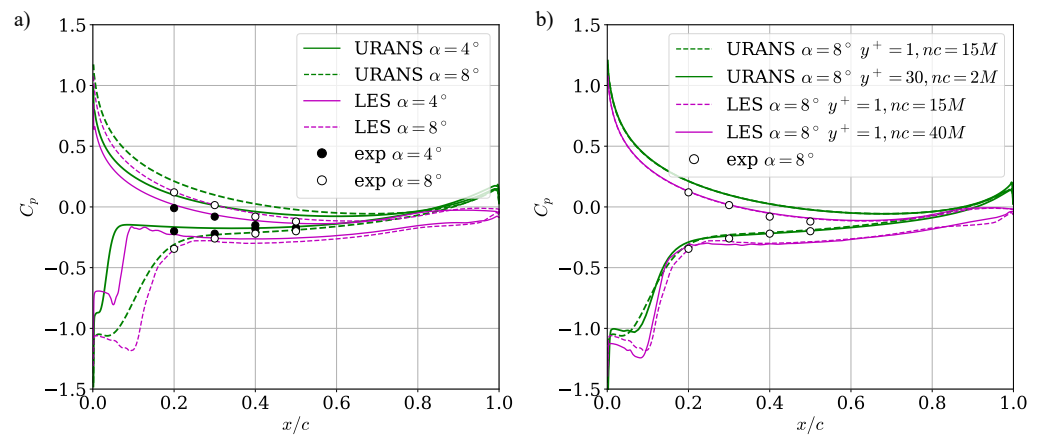 a)
1.5
1.0
0.5
0.0
−0.5
−1.0
−1.5
C_p
0.0 0.2 0.4 0.6 0.8 1.0
x/c
URANS α = 4°
URANS α = 8°
LES α = 4°
LES α = 8°
exp α = 4°
exp α = 8°
b)
1.5
1.0
0.5
0.0
−0.5
−1.0
−1.5
C_p
0.0 0.2 0.4 0.6 0.8 1.0
x/c
URANS α = 8° y⁺ = 1, nc = 15M
URANS α = 8° y⁺ = 30, nc = 2M
LES α = 8° y⁺ = 1, nc = 15M
LES α = 8° y⁺ = 1, nc = 40M
exp α = 8°